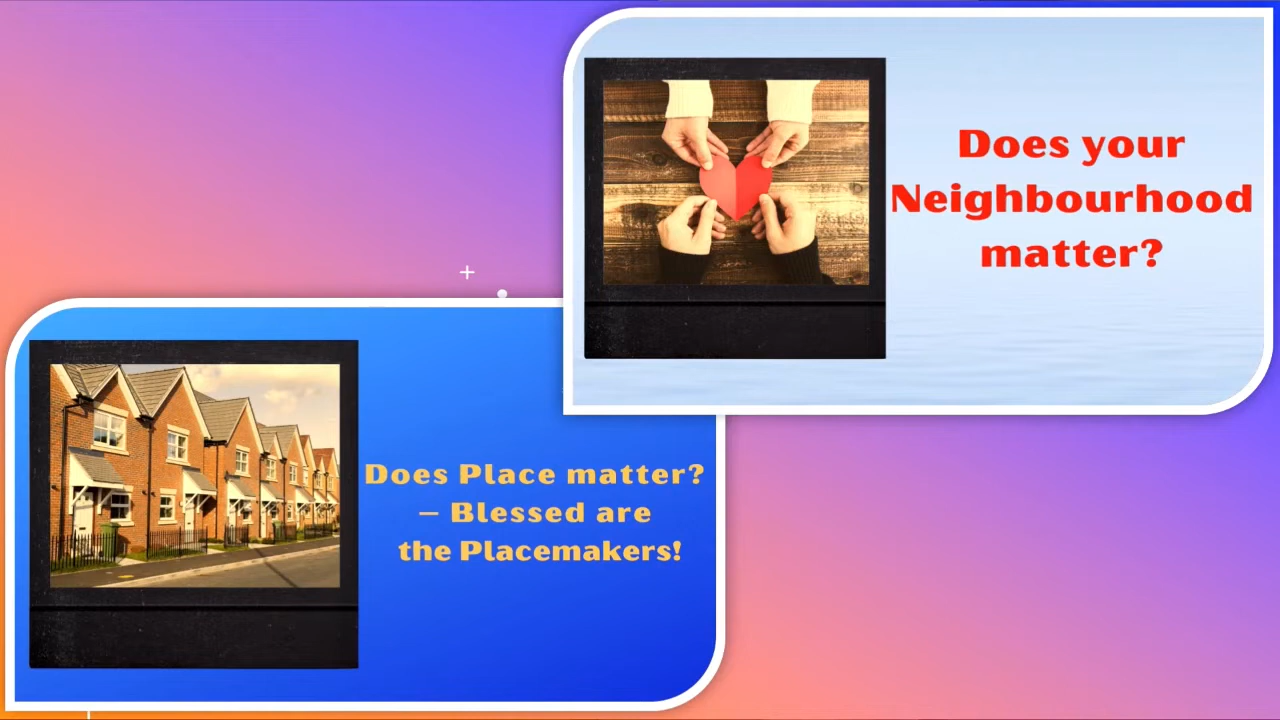 Does your
Neighbourhood
matter?
Does Place matter?
– Blessed are
the Placemakers!